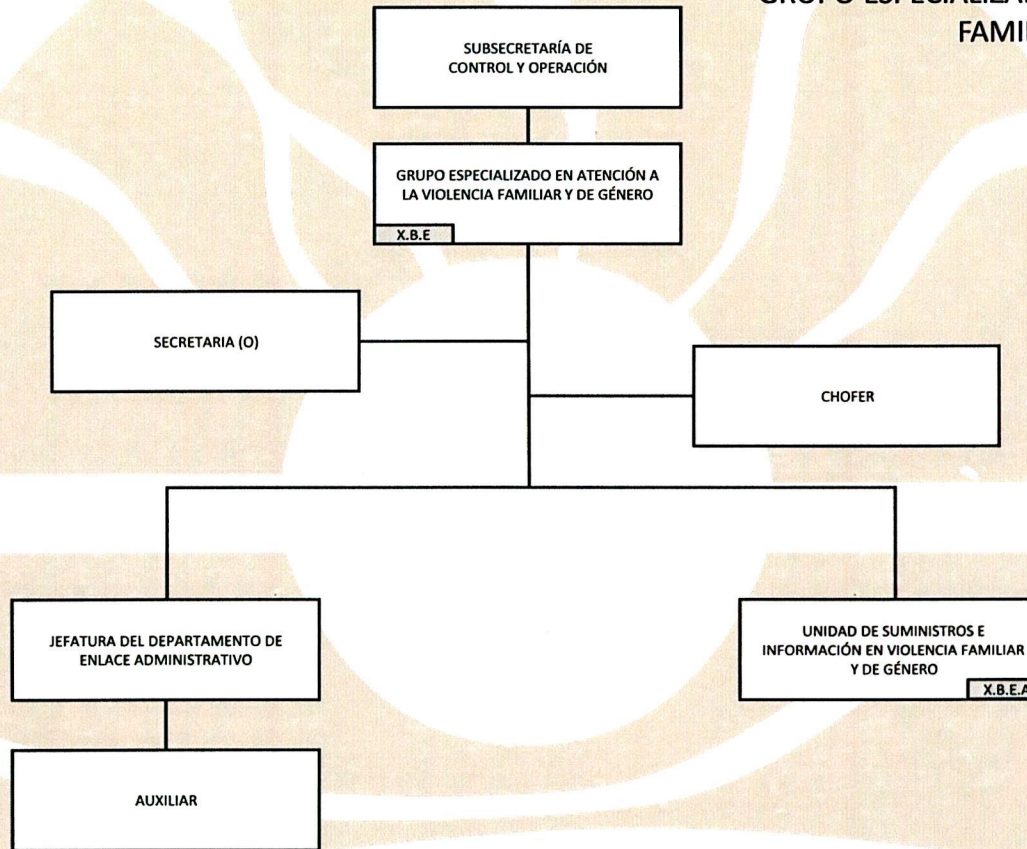 GRUPO
FAMI
SUBSECRETARÍA DE
CONTROL Y OPERACIÓN
GRUPO ESPECIALIZADO EN ATENCIÓN A
LA VIOLENCIA FAMILIAR Y DE GÉNERO
X.B.E
SECRETARIA (O)
CHOFER
JEFATURA DEL DEPARTAMENTO DE
ENLACE ADMINISTRATIVO
UNIDAD DE SUMINISTROS E
INFORMACIÓN EN VIOLENCIA FAMILIAR
Y DE GÉNERO
X.B.E.A
AUXILIAR